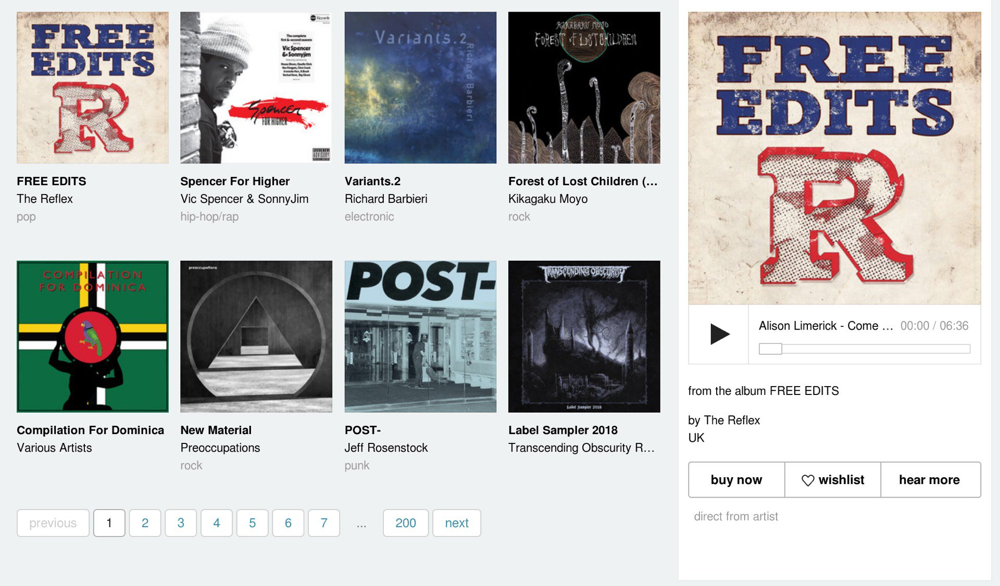 FREE
EDITS
R
Records
The complete
first & second seasons
Vic Spencer
& Sonnyjim
Spencer
FOR HIGHER
PARENTAL
ADVISORY
Variants.2
Richard Barbieri
KIKAGAKU MOYO
FOREST OF LOST CHILDREN
FREE EDITS
The Reflex
pop
Spencer For Higher
Vic Spencer & SonnyJim
hip-hop/rap
Variants.2
Richard Barbieri
electronic
Forest of Lost Children (...
Kikagaku Moyo
rock
COMPILATION
FOR DOMINICA
preoccupations
POST-
TRANSCENDING OBSCURITY
Label Sampler 2018
Compilation For Dominica
Various Artists
New Material
Preoccupations
rock
POST-
Jeff Rosenstock
punk
Label Sampler 2018
Transcending Obscurity R...
previous 1 2 3 4 5 6 7 ... 200 next
FREE
EDITS
R
Alison Limerick - Come ... 00:00 / 06:36
from the album FREE EDITS
by The Reflex
UK
buy now wishlist hear more
direct from artist